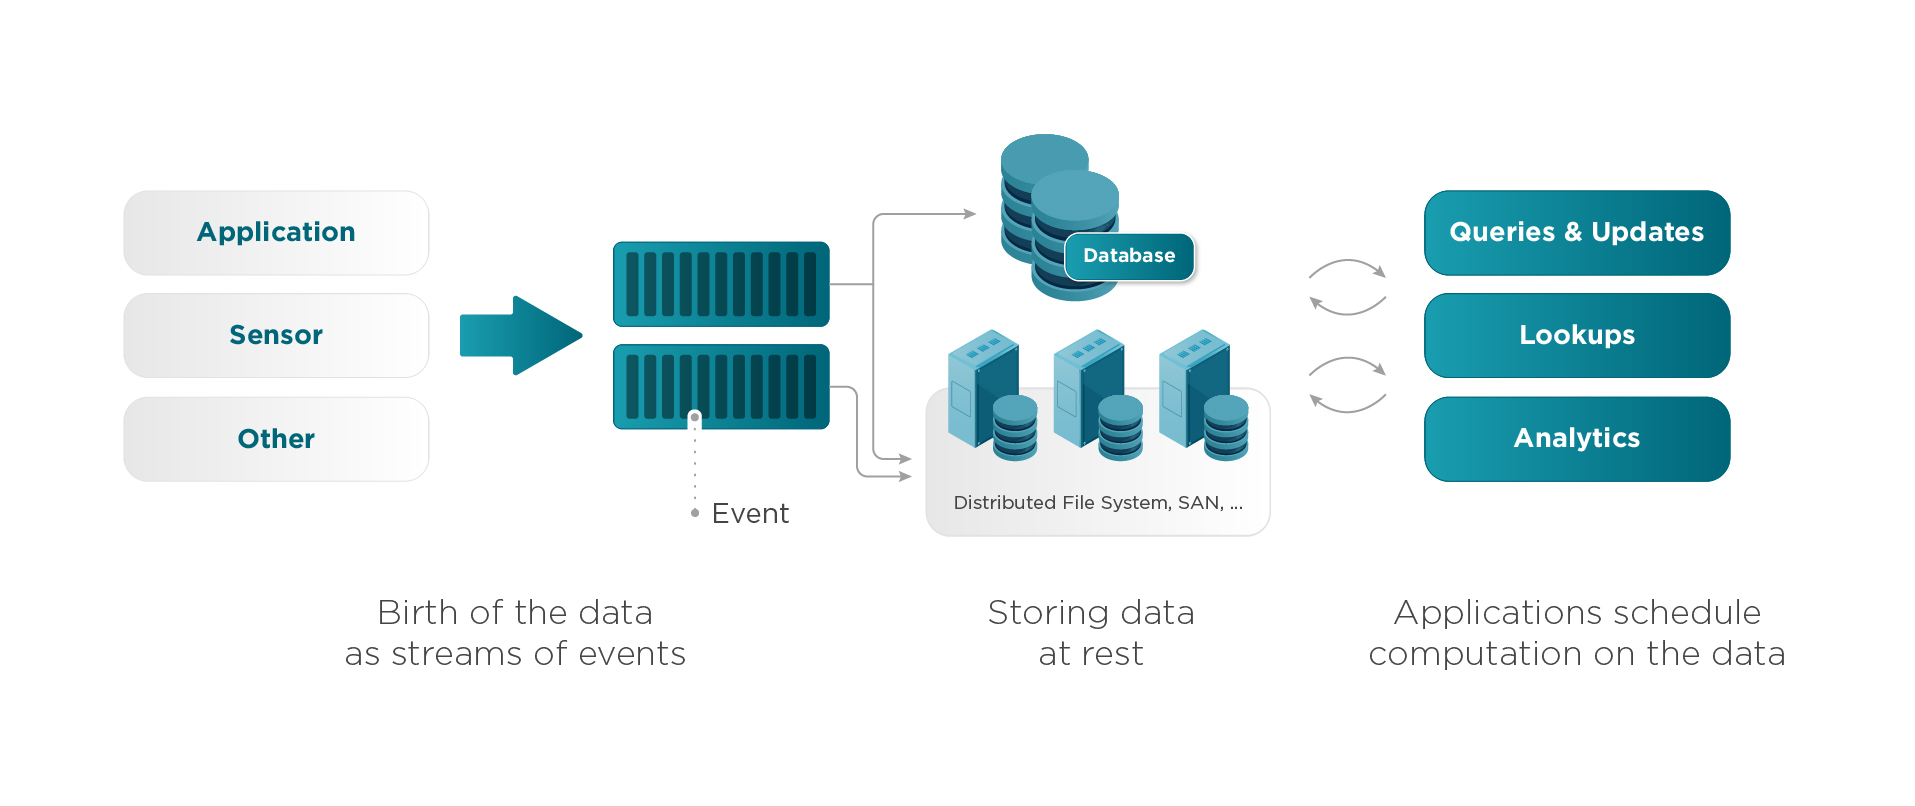 Application
Sensor
Other
Event
Database
Distributed File System, SAN, ...
Queries & Updates
Lookups
Analytics
Birth of the data
as streams of events
Storing data
at rest
Applications schedule
computation on the data